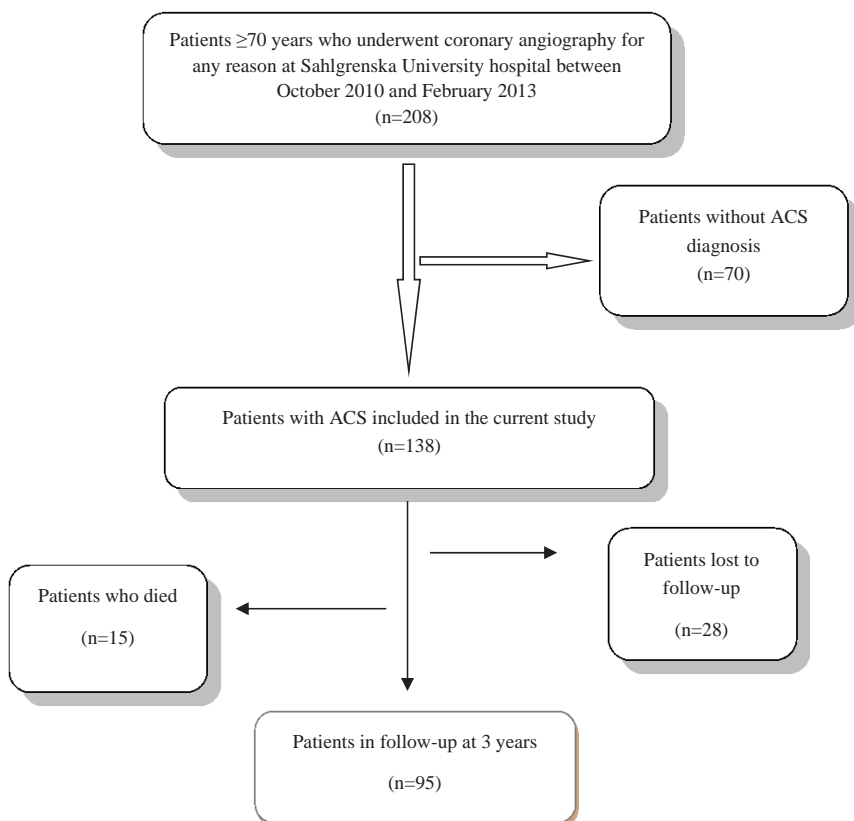 Patients ≥70 years who underwent coronary angiography for
any reason at Sahlgrenska University hospital between
October 2010 and February 2013
(n=208)
Patients without ACS
diagnosis
(n=70)
Patients with ACS included in the current study
(n=138)
Patients lost to
follow-up
(n=28)
Patients who died
(n=15)
Patients in follow-up at 3 years
(n=95)